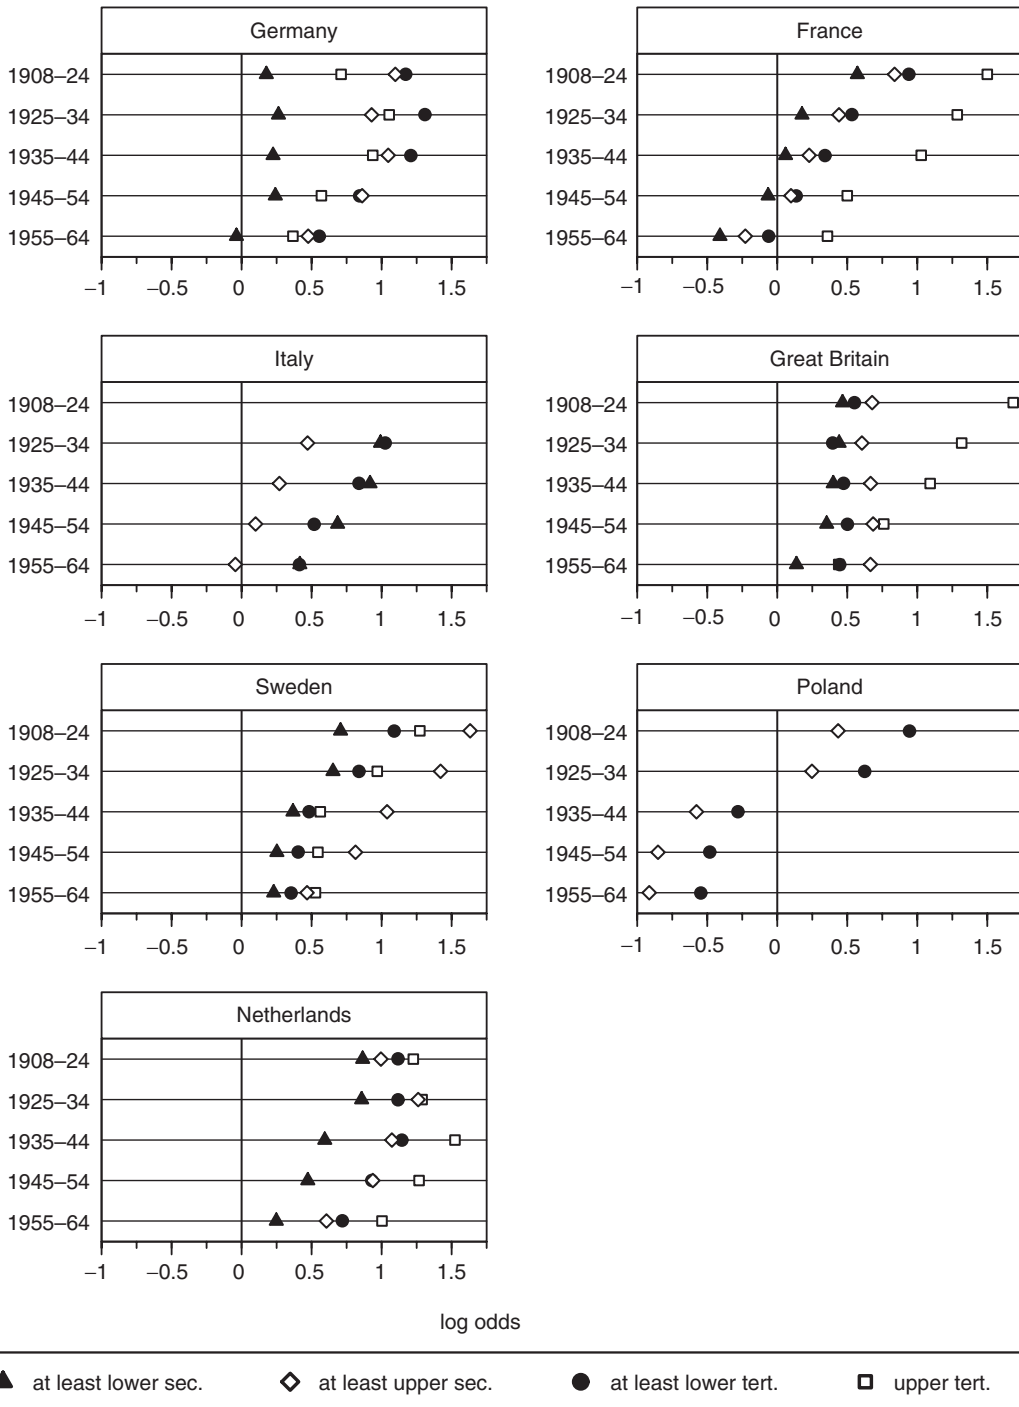 Germany
1908–24
1925–34
1935–44
1945–54
1955–64
−1 −0.5 0 0.5 1 1.5
France
1908–24
1925–34
1935–44
1945–54
1955–64
−1 −0.5 0 0.5 1 1.5
Italy
1908–24
1925–34
1935–44
1945–54
1955–64
−1 −0.5 0 0.5 1 1.5
Great Britain
1908–24
1925–34
1935–44
1945–54
1955–64
−1 −0.5 0 0.5 1 1.5
Sweden
1908–24
1925–34
1935–44
1945–54
1955–64
−1 −0.5 0 0.5 1 1.5
Poland
1908–24
1925–34
1935–44
1945–54
1955–64
−1 −0.5 0 0.5 1 1.5
Netherlands
1908–24
1925–34
1935–44
1945–54
1955–64
−1 −0.5 0 0.5 1 1.5
log odds
at least lower sec. at least upper sec. at least lower tert. upper tert.